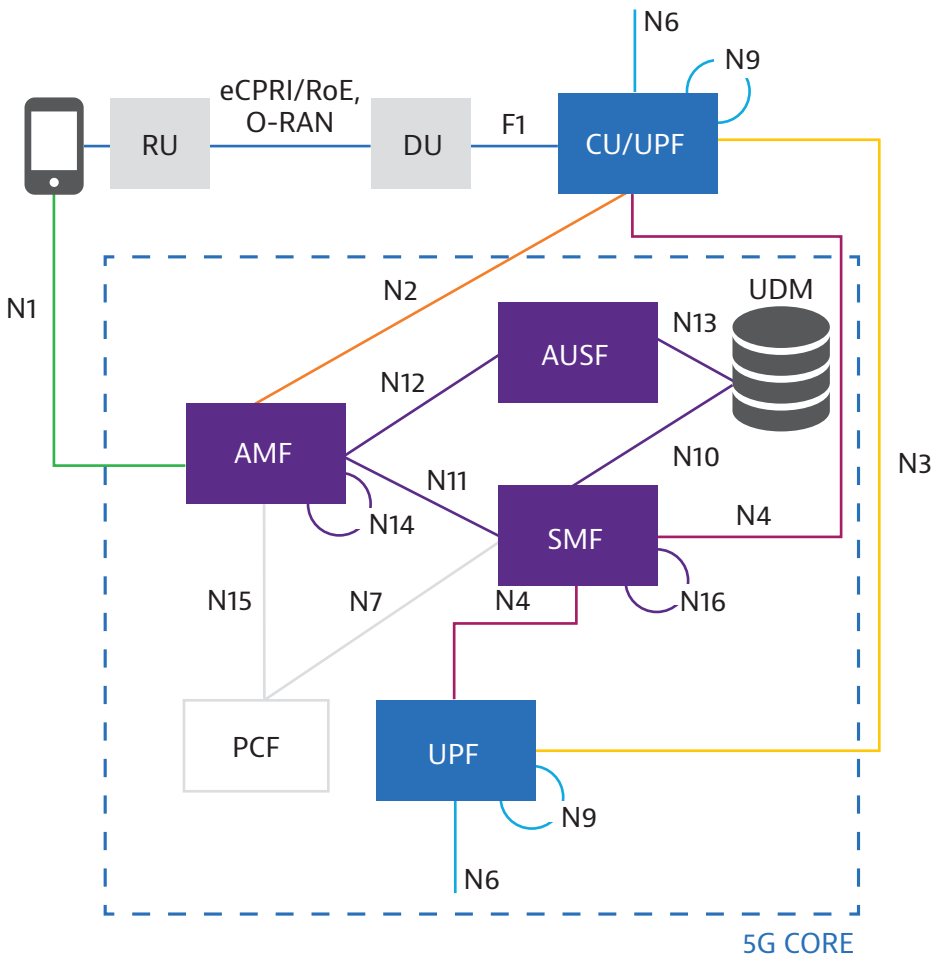 N6
N9
eCPRI/RoE,
O-RAN
RU
DU
F1
CU/UPF
N1
N2
UDM
N13
AUSF
N12
AMF
N11
N10
N3
N14
SMF
N4
N15
N7
N4
N16
PCF
UPF
N9
N6
5G CORE